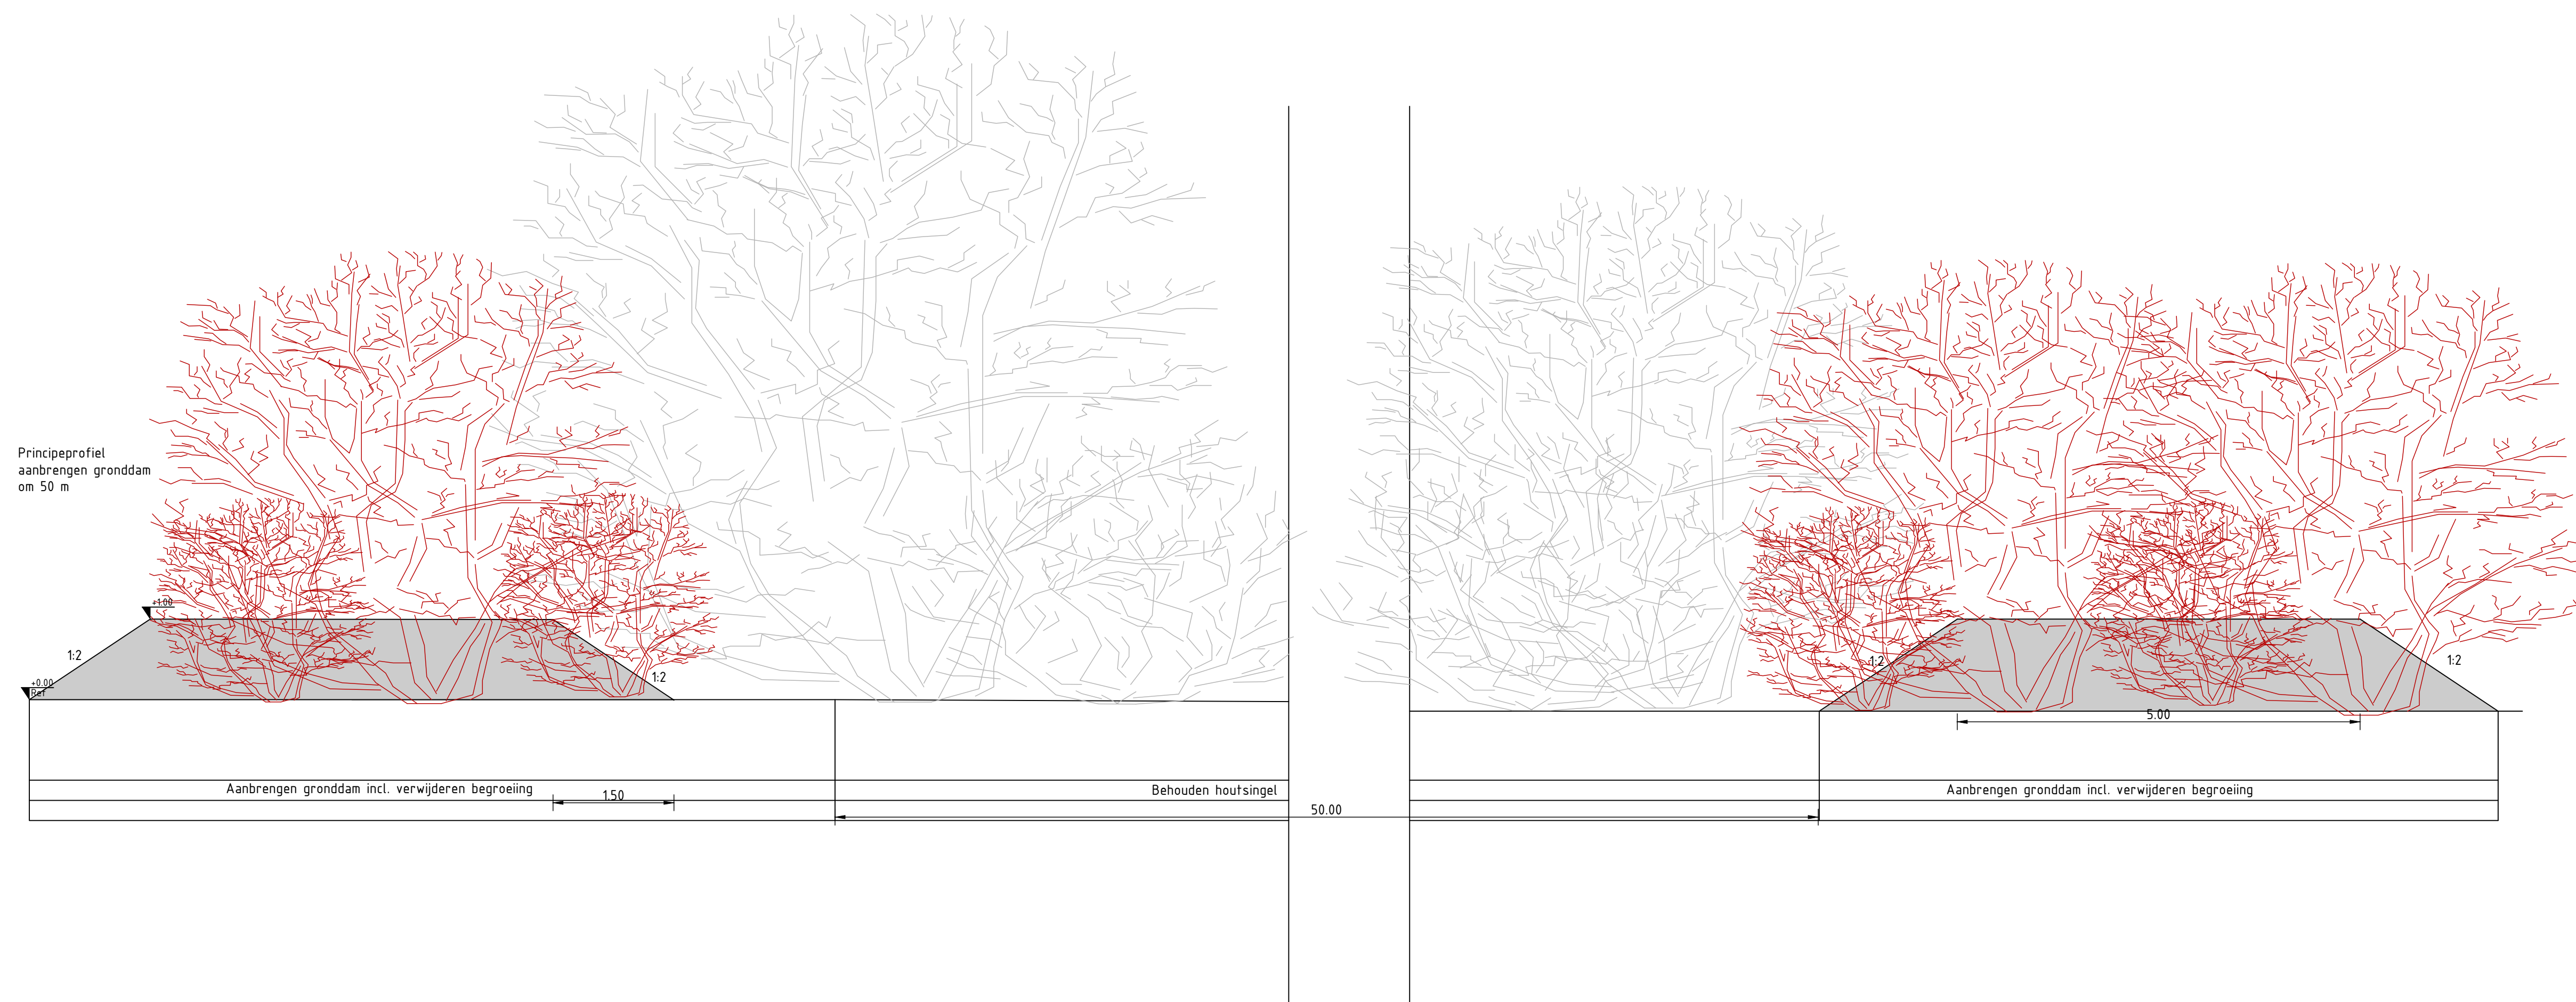 Principeprofiel
aanbrengen gronddam
om 50 m
+1.00
1:2
+0.00
Ref
1:2
1:2
1:2
5.00
Aanbrengen gronddam incl. verwijderen begroeiing
1.50
Behouden houtsingel
50.00
Aanbrengen gronddam incl. verwijderen begroeiing